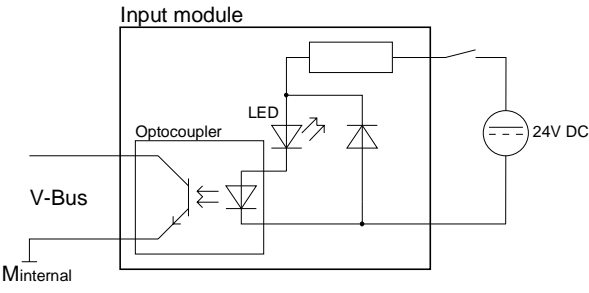 Input module
LED
Optocoupler
24V DC
V-Bus
Minternal